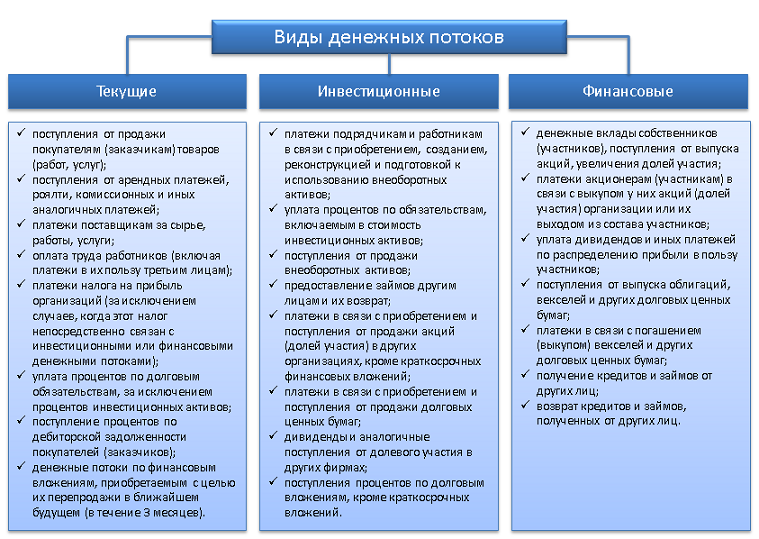 Виды денежных потоков
Текущие
✓ поступления от продажи
покупателям (заказчикам) товаров
(работ, услуг);
✓ поступления от арендных платежей,
роялти, комиссионных и иных
аналогичных платежей;
✓ платежи поставщикам за сырье,
работы, услуги;
✓ оплата труда работников (включая
платежи в их пользу третьим лицам);
✓ платежи налога на прибыль
организаций (за исключением
случаев, когда этот налог
непосредственно связан с
инвестиционными или финансовыми
денежными потоками);
✓ уплата процентов по долговым
обязательствам, за исключением
процентов инвестиционных активов;
✓ поступление процентов по
дебиторской задолженности
покупателей (заказчиков);
✓ денежные потоки по финансовым
вложениям, приобретаемым с целью
их перепродажи в ближайшем
будущем (в течение 3 месяцев).
Инвестиционные
✓ платежи подрядчикам и работникам
в связи с приобретением, созданием,
реконструкцией и подготовкой к
использованию внеоборотных
активов;
✓ уплата процентов по обязательствам,
включаемым в стоимость
инвестиционных активов;
✓ поступления от продажи
внеоборотных активов;
✓ предоставление займов другим
лицам и их возврат;
✓ платежи в связи с приобретением и
поступления от продажи акций
(долей участия) в других
организациях, кроме краткосрочных
финансовых вложений;
✓ платежи в связи с приобретением и
поступления от продажи долговых
ценных бумаг;
✓ дивиденды и аналогичные
поступления от долевого участия в
других фирмах;
✓ поступления процентов по долговым
вложениям, кроме краткосрочных
вложений.
Финансовые
✓ денежные вклады собственников
(участников), поступления от выпуска
акций, увеличения долей участия;
✓ платежи акционерам (участникам) в
связи с выкупом у них акций (долей
участия) организации или их
выходом из состава участников;
✓ уплата дивидендов и иных платежей
по распределению прибыли в пользу
участников;
✓ поступления от выпуска облигаций,
векселей и других долговых ценных
бумаг;
✓ платежи в связи с погашением
(выкупом) векселей и других
долговых ценных бумаг;
✓ получение кредитов и займов от
других лиц;
✓ возврат кредитов и займов,
полученных от других лиц.